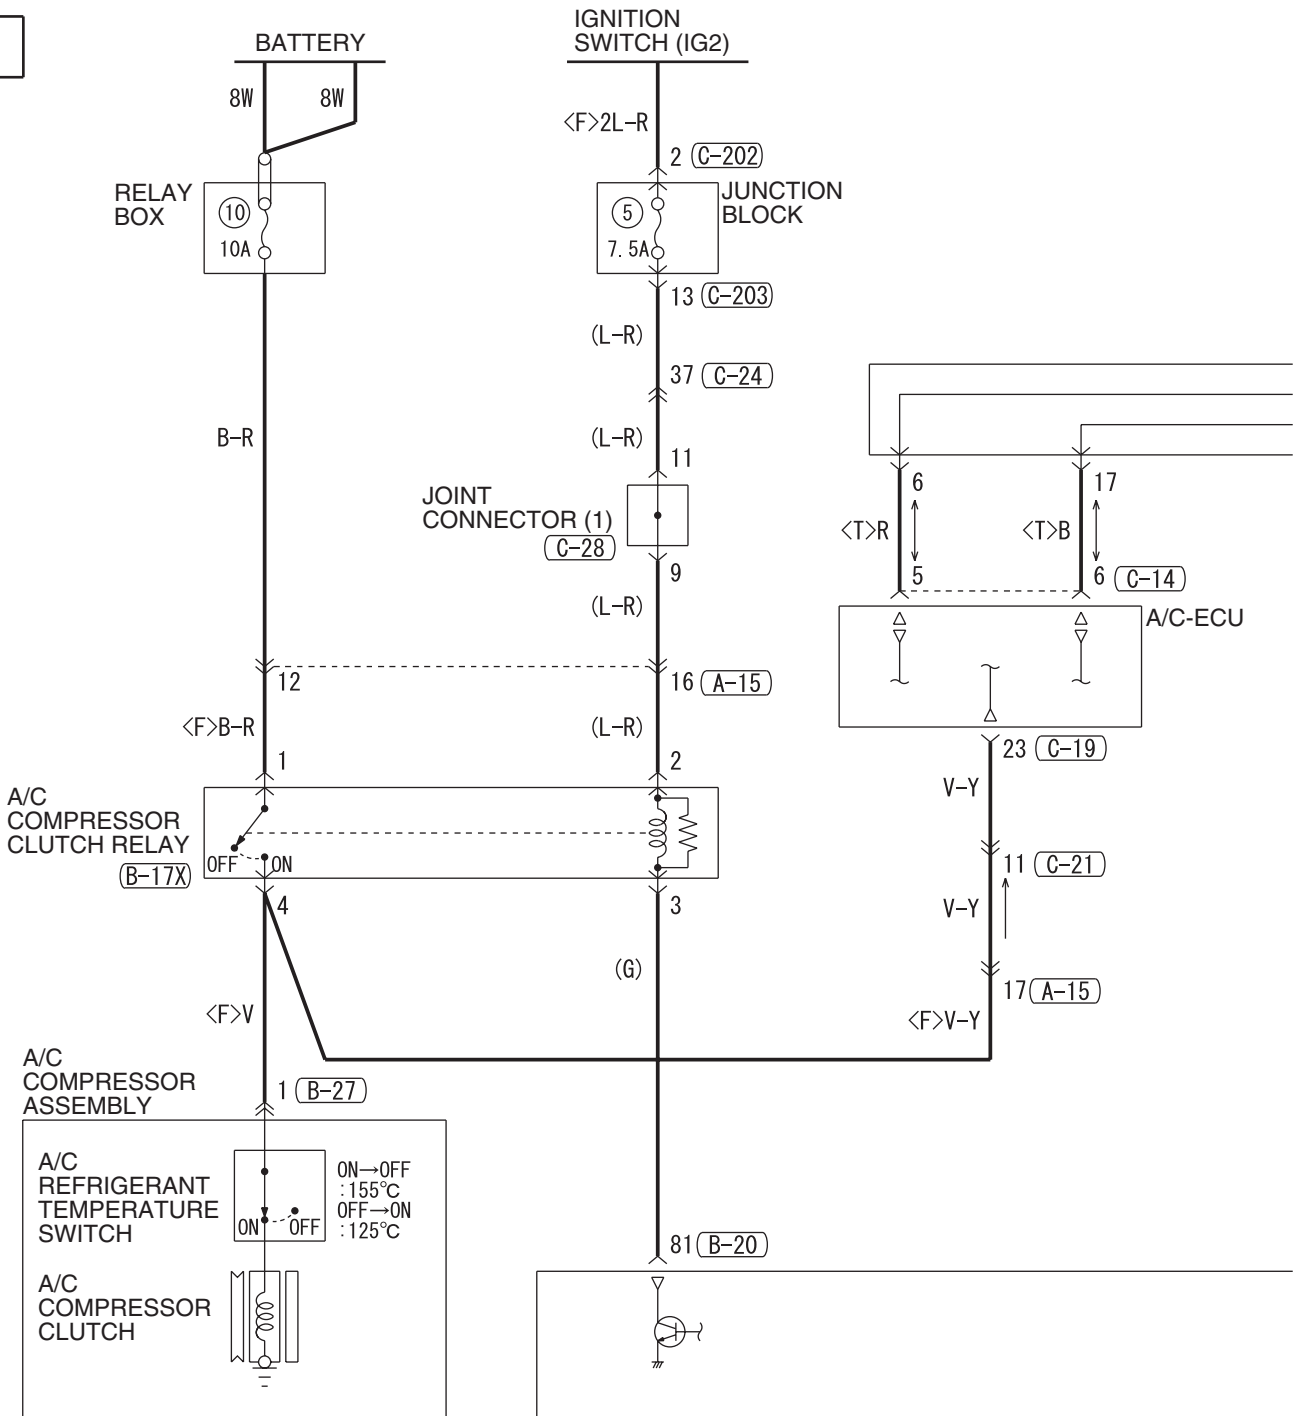 IGNITION
SWITCH (IG2)
BATTERY
8W
8W
<F>2L-R
2 (C-202)
RELAY
BOX
10
10A
5
7.5A
JUNCTION
BLOCK
13 (C-203)
(L-R)
37 (C-24)
B-R
(L-R)
11
JOINT
CONNECTOR (1)
C-28
9
6
17
<T>R
<T>B
5
6 (C-14)
A/C-ECU
(L-R)
12
16 (A-15)
<F>B-R
(L-R)
1
2
23 (C-19)
V-Y
A/C
COMPRESSOR
CLUTCH RELAY
B-17X
OFF
ON
11 (C-21)
4
3
V-Y
(G)
17 (A-15)
<F>V
<F>V-Y
A/C
COMPRESSOR
ASSEMBLY
1 (B-27)
A/C
REFRIGERANT
TEMPERATURE
SWITCH
ON
OFF
ON→OFF
:155℃
OFF→ON
:125℃
81 (B-20)
A/C
COMPRESSOR
CLUTCH